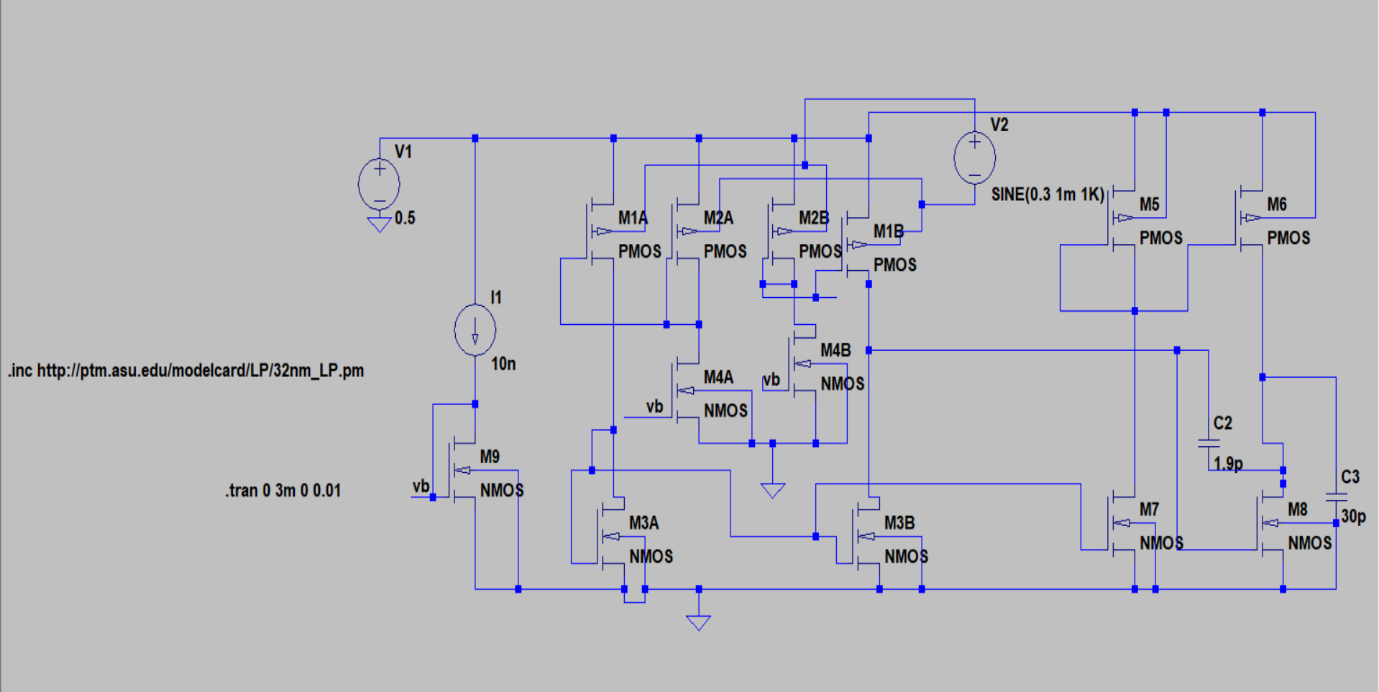 V1
0.5
V2
SINE(0.3 1m 1K)
M1A
PMOS
M2A
PMOS
M2B
PMOS
M1B
PMOS
M5
PMOS
M6
PMOS
I1
10n
.inc http://ptm.asu.edu/modelcard/LP/32nm_LP.pm
M4A
NMOS
vb
M4B
NMOS
vb
C2
1.9p
M9
NMOS
vb
.tran 0 3m 0 0.01
M3A
NMOS
M3B
NMOS
M7
NMOS
M8
NMOS
C3
30p